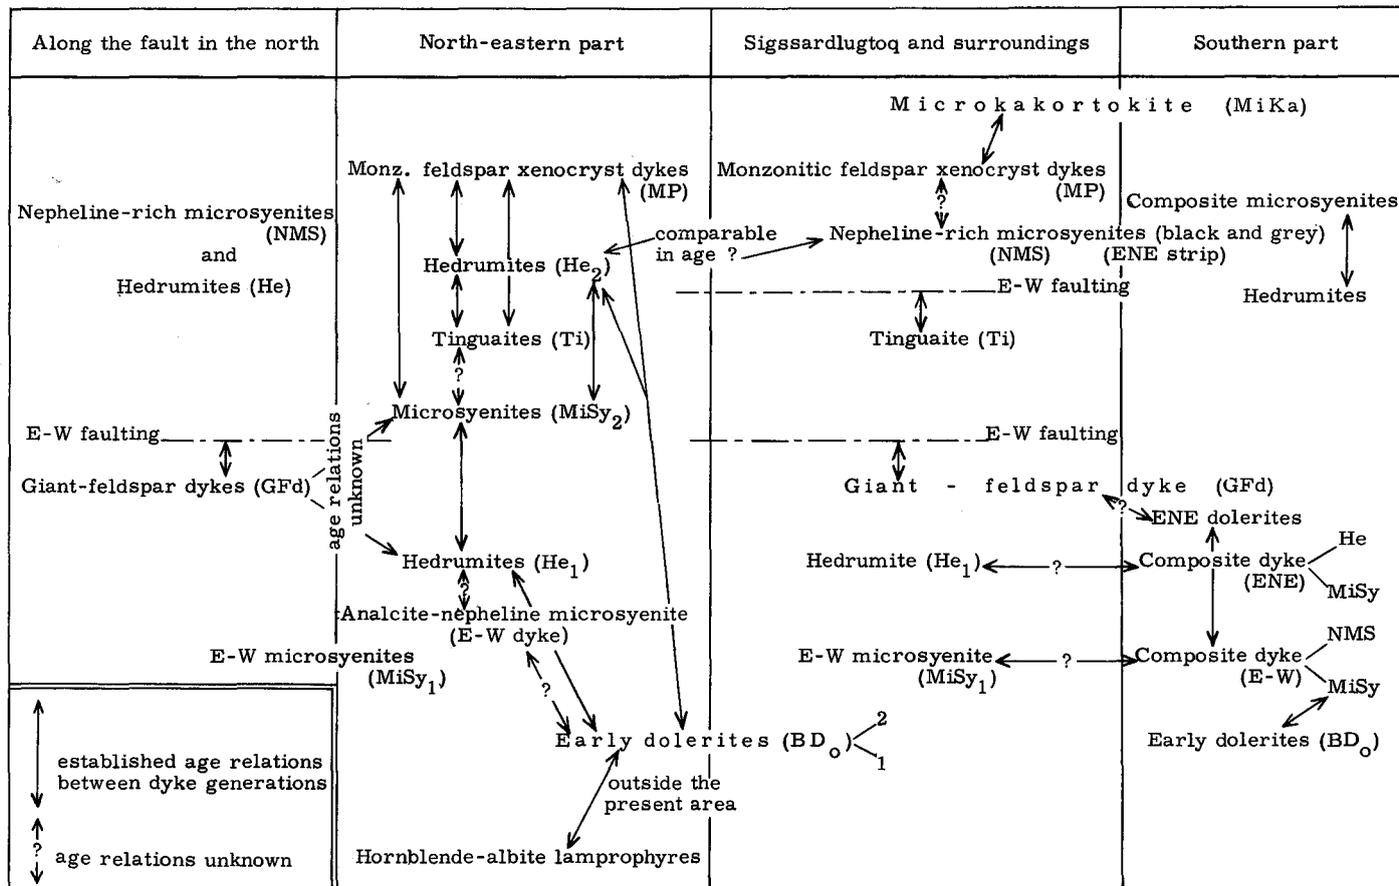 Along the fault in the north
North-eastern part
Sigssardlugtoq and surroundings
Southern part
Nepheline-rich microsyenites
(NMS)
and
Hedrumites (He)
E-W faulting
Giant-feldspar dykes (GFd)
age relations
unknown
E-W microsyenites
(MiSy1)
Monz. feldspar xenocryst dykes
(MP)
Hedrumites (He2)
Tinguaites (Ti)
?
Microsyenites (MiSy2)
Hedrumites (He1)
?
Analcite-nepheline microsyenite
(E-W dyke)
?
Early dolerites (BDo)
2
1
outside the
present area
Hornblende-albite lamprophyres
comparable
in age ?
Microkakortokite (MiKa)
Monzonitic feldspar xenocryst dykes
(MP)
?
Nepheline-rich microsyenites (black and grey)
(NMS) (ENE strip)
E-W faulting
Tinguaite (Ti)
E-W faulting
Giant - feldspar dyke (GFd)
?
Hedrumite (He1)
?
E-W microsyenite
(MiSy1)
?
Composite microsyenites
Hedrumites
ENE dolerites
Composite dyke
(ENE)
He
MiSy
Composite dyke
(E-W)
NMS
MiSy
Early dolerites (BDo)
established age relations
between dyke generations
?
age relations unknown